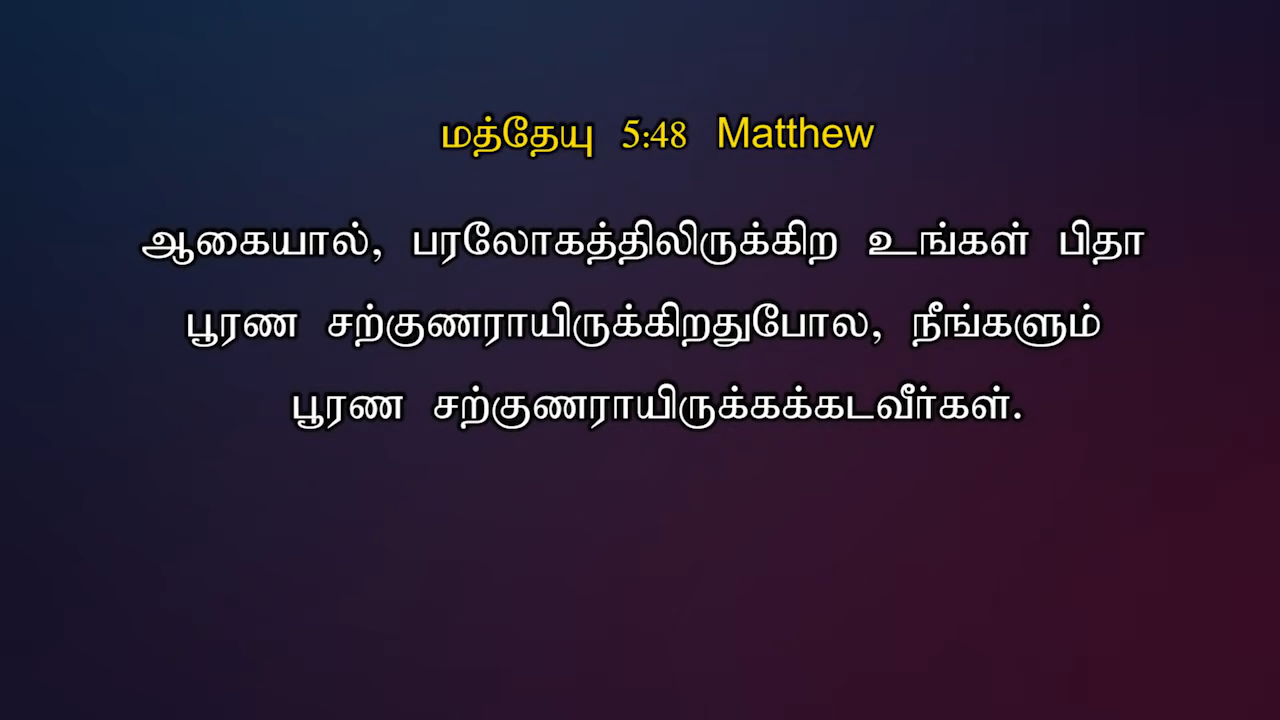 மத்தேயு 5:48 Matthew
ஆகையால், பரலோகத்திலிருக்கிற உங்கள் பிதா
பூரண சற்குணராயிருக்கிறதுபோல, நீங்களும்
பூரண சற்குணராயிருக்கக்கடவீர்கள்.